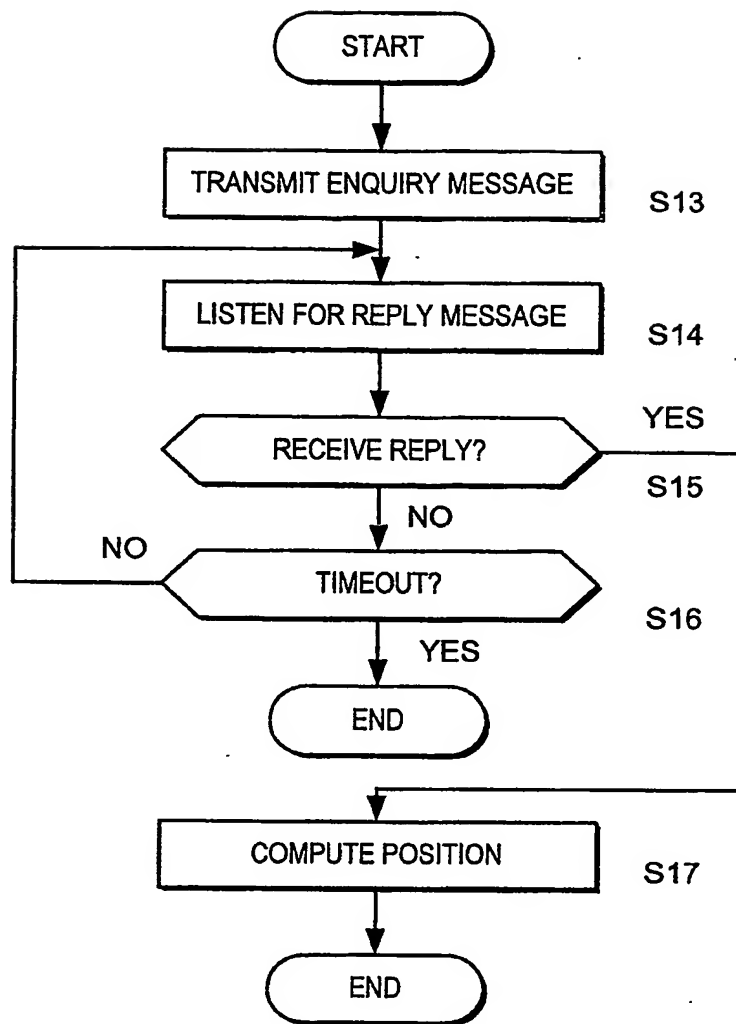 START
TRANSMIT ENQUIRY MESSAGE
S13
LISTEN FOR REPLY MESSAGE
S14
YES
RECEIVE REPLY?
S15
NO
NO
TIMEOUT?
S16
YES
END
COMPUTE POSITION
S17
END